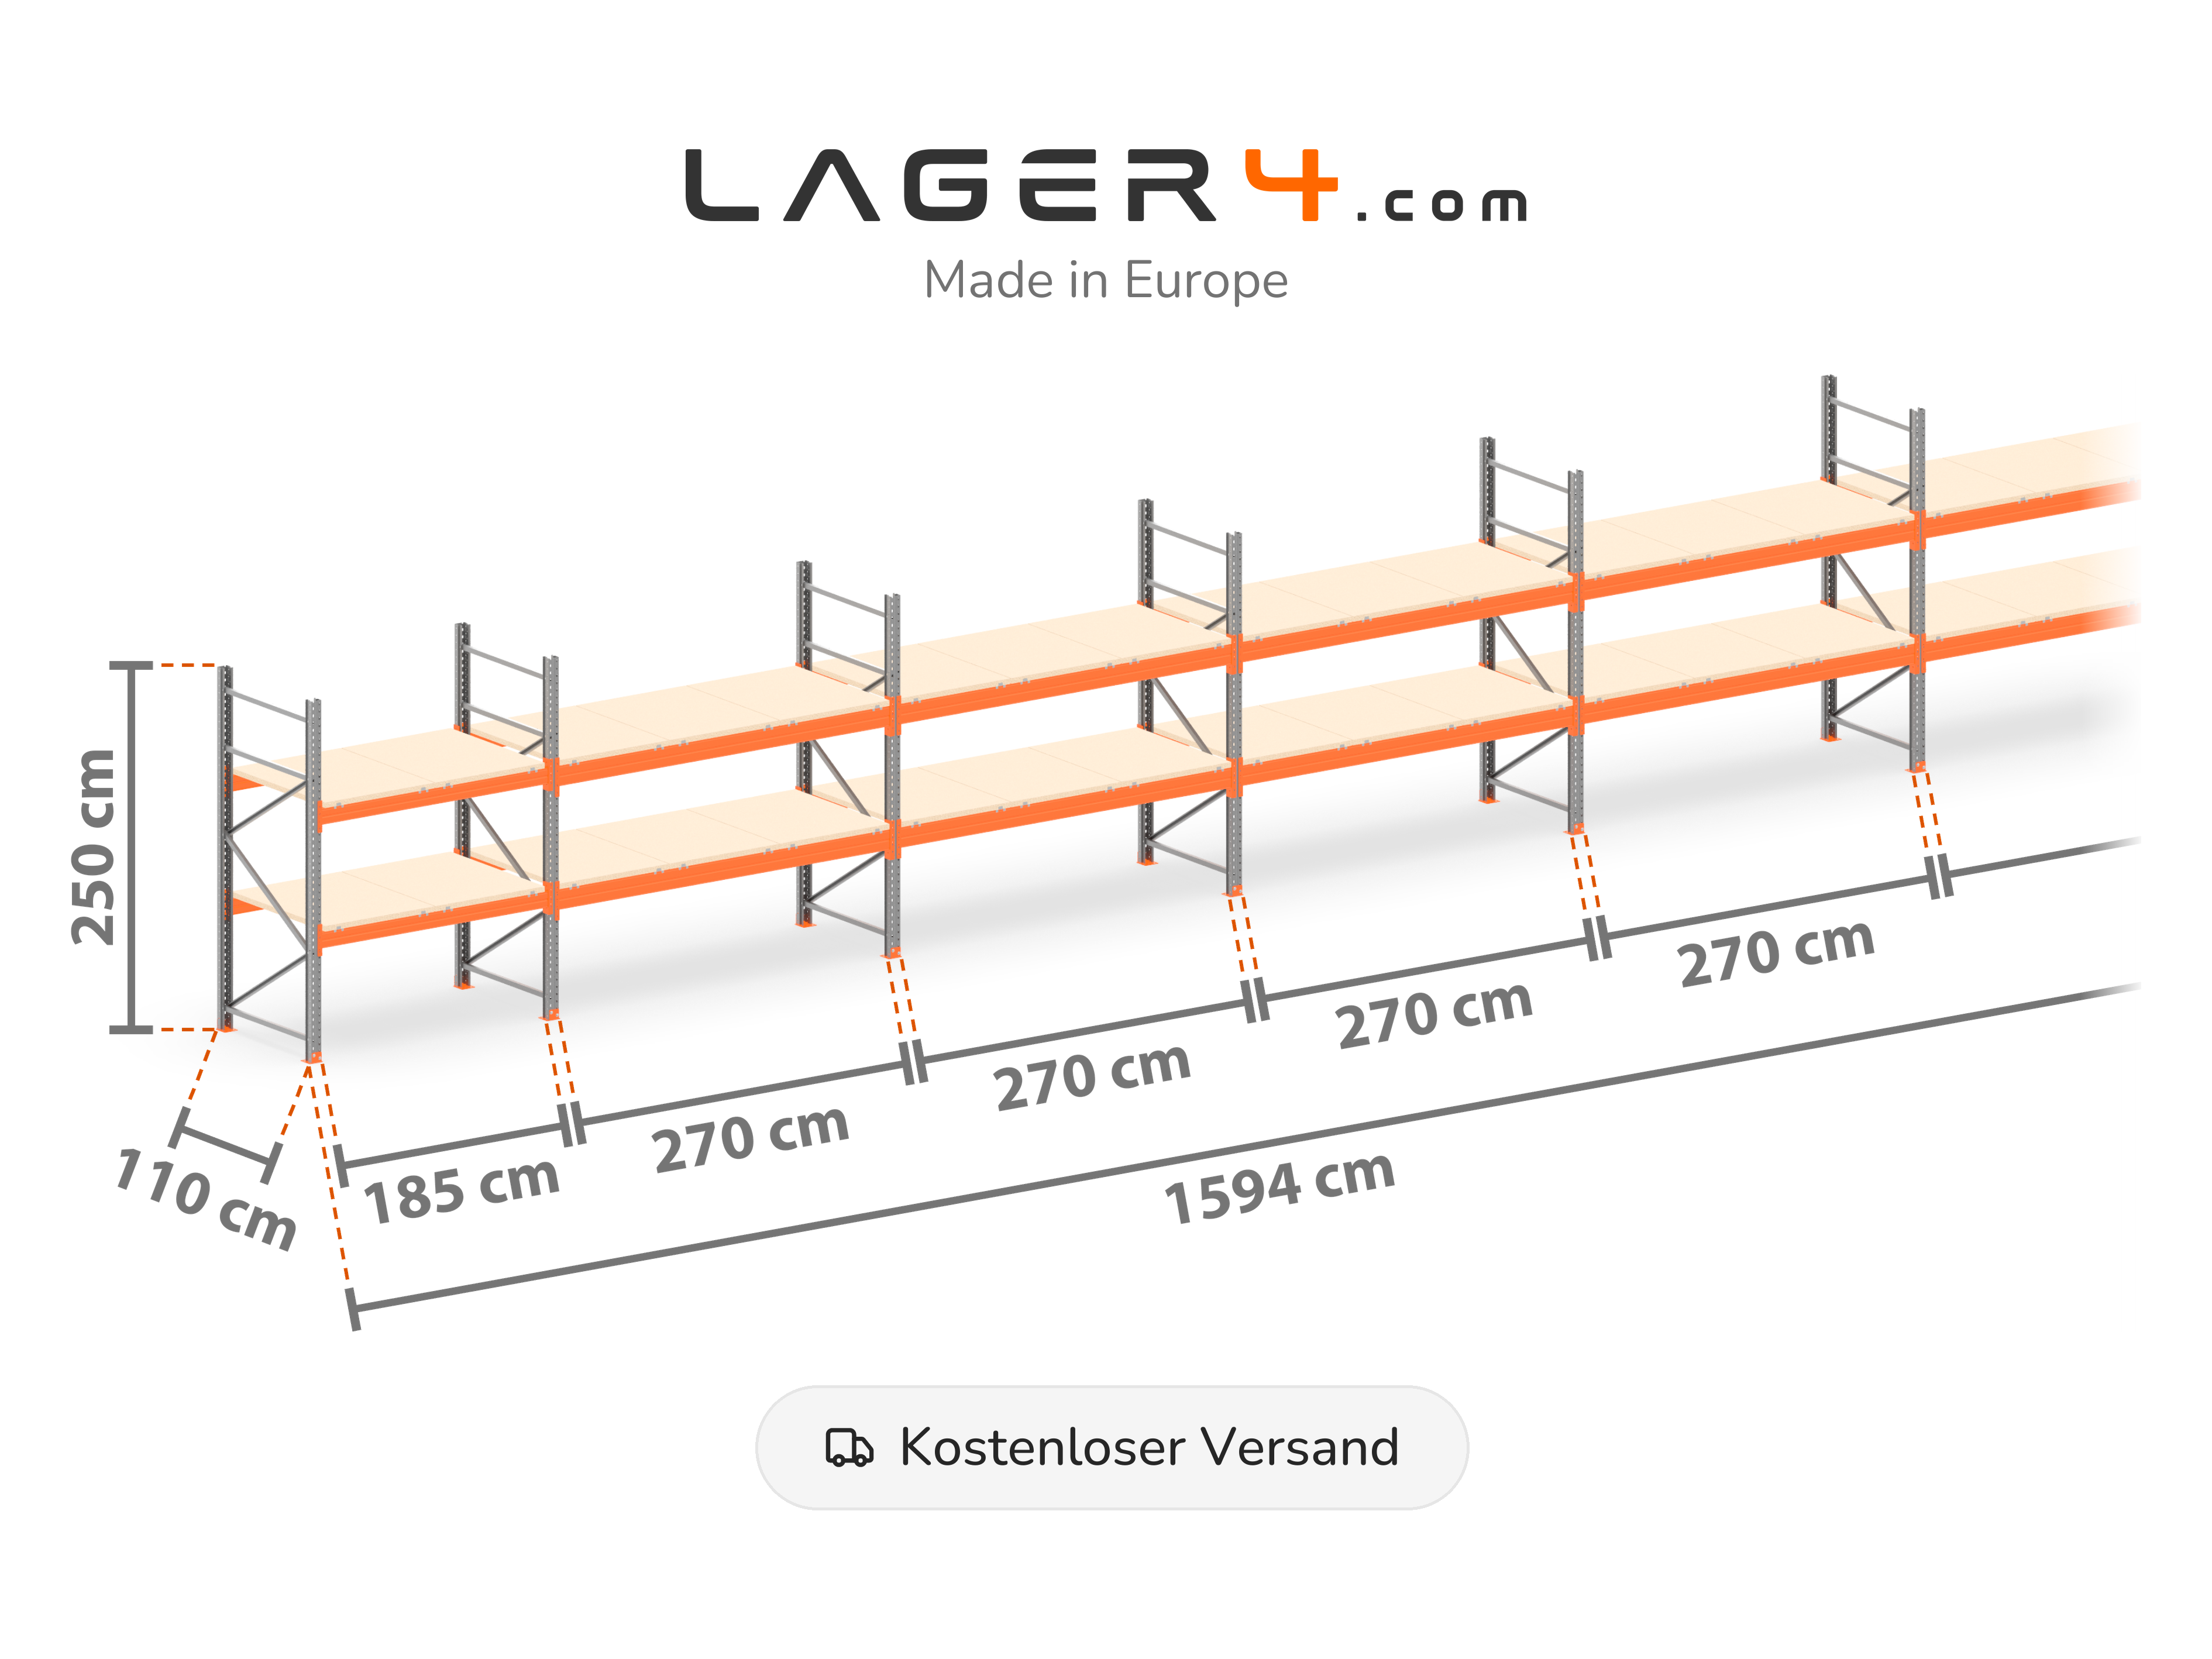 LAGER4.com
Made in Europe
250 cm
110 cm
185 cm
270 cm
270 cm
270 cm
270 cm
1594 cm
Kostenloser Versand